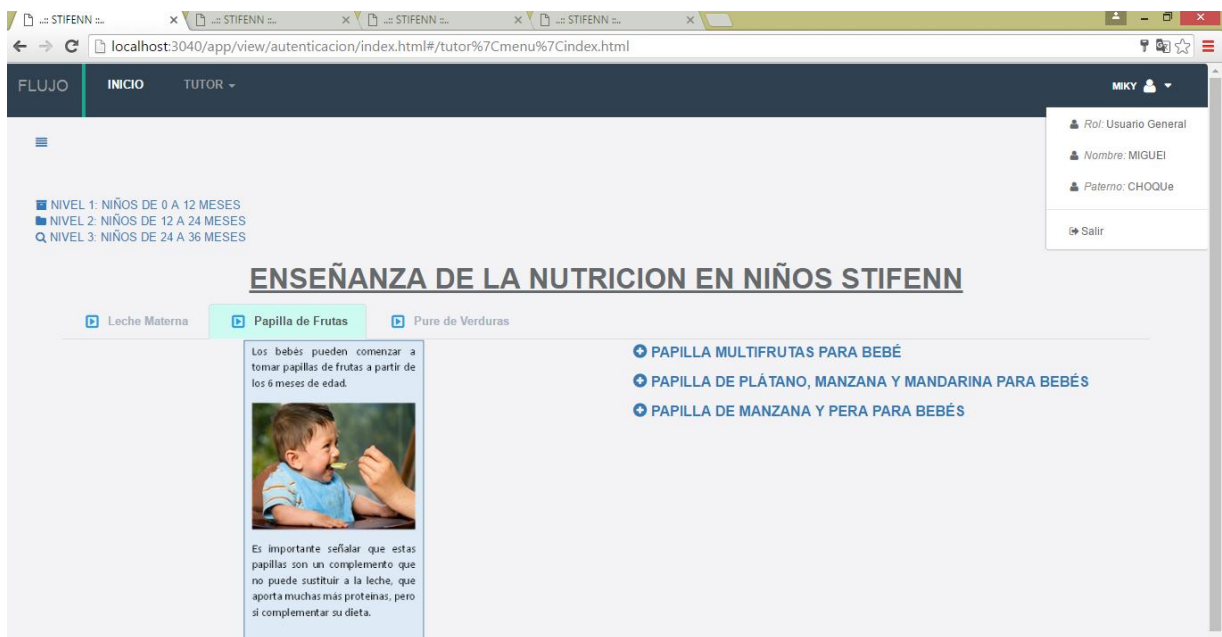 ..:: STIFENN ::..
..:: STIFENN ::..
..:: STIFENN ::..
..:: STIFENN ::..
localhost:3040/app/view/autenticacion/index.html#/tutor%7Cmenu%7Cindex.html
FLUJO INICIO TUTOR MIKY
Rol: Usuario General
Nombre: MIGUEl
Paterno: CHOQUe
Salir
NIVEL 1: NIÑOS DE 0 A 12 MESES
NIVEL 2: NIÑOS DE 12 A 24 MESES
NIVEL 3: NIÑOS DE 24 A 36 MESES
ENSEÑANZA DE LA NUTRICION EN NIÑOS STIFENN
Leche Materna Papilla de Frutas Pure de Verduras
Los bebés pueden comenzar a
tomar papillas de frutas a partir de
los 6 meses de edad.
Es importante señalar que estas
papillas son un complemento que
no puede sustituir a la leche, que
aporta muchas más proteinas, pero
si complementar su dieta.
PAPILLA MULTIFRUTAS PARA BEBÉ
PAPILLA DE PLÁTANO, MANZANA Y MANDARINA PARA BEBÉS
PAPILLA DE MANZANA Y PERA PARA BEBÉS